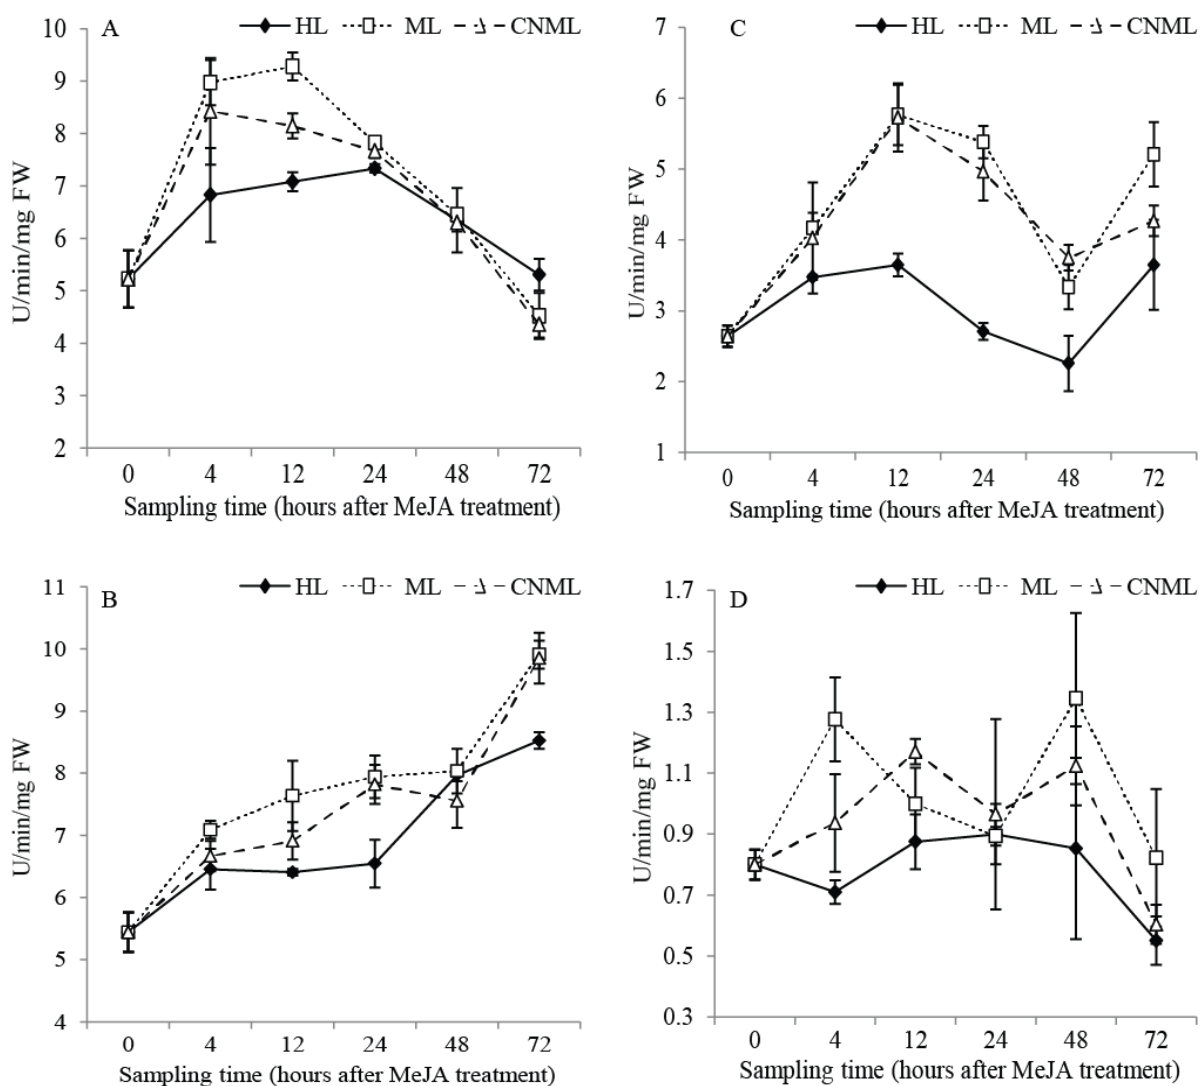 A HL ML CNML
10
9
8
7
6
5
4
3
2
U/min/mg FW
0 4 12 24 48 72
Sampling time (hours after MeJA treatment)
C HL ML CNML
7
6
5
4
3
2
1
U/min/mg FW
0 4 12 24 48 72
Sampling time (hours after MeJA treatment)
B HL ML CNML
11
10
9
8
7
6
5
4
U/min/mg FW
0 4 12 24 48 72
Sampling time (hours after MeJA treatment)
D HL ML CNML
1.7
1.5
1.3
1.1
0.9
0.7
0.5
0.3
U/min/mg FW
0 4 12 24 48 72
Sampling time (hours after MeJA treatment)